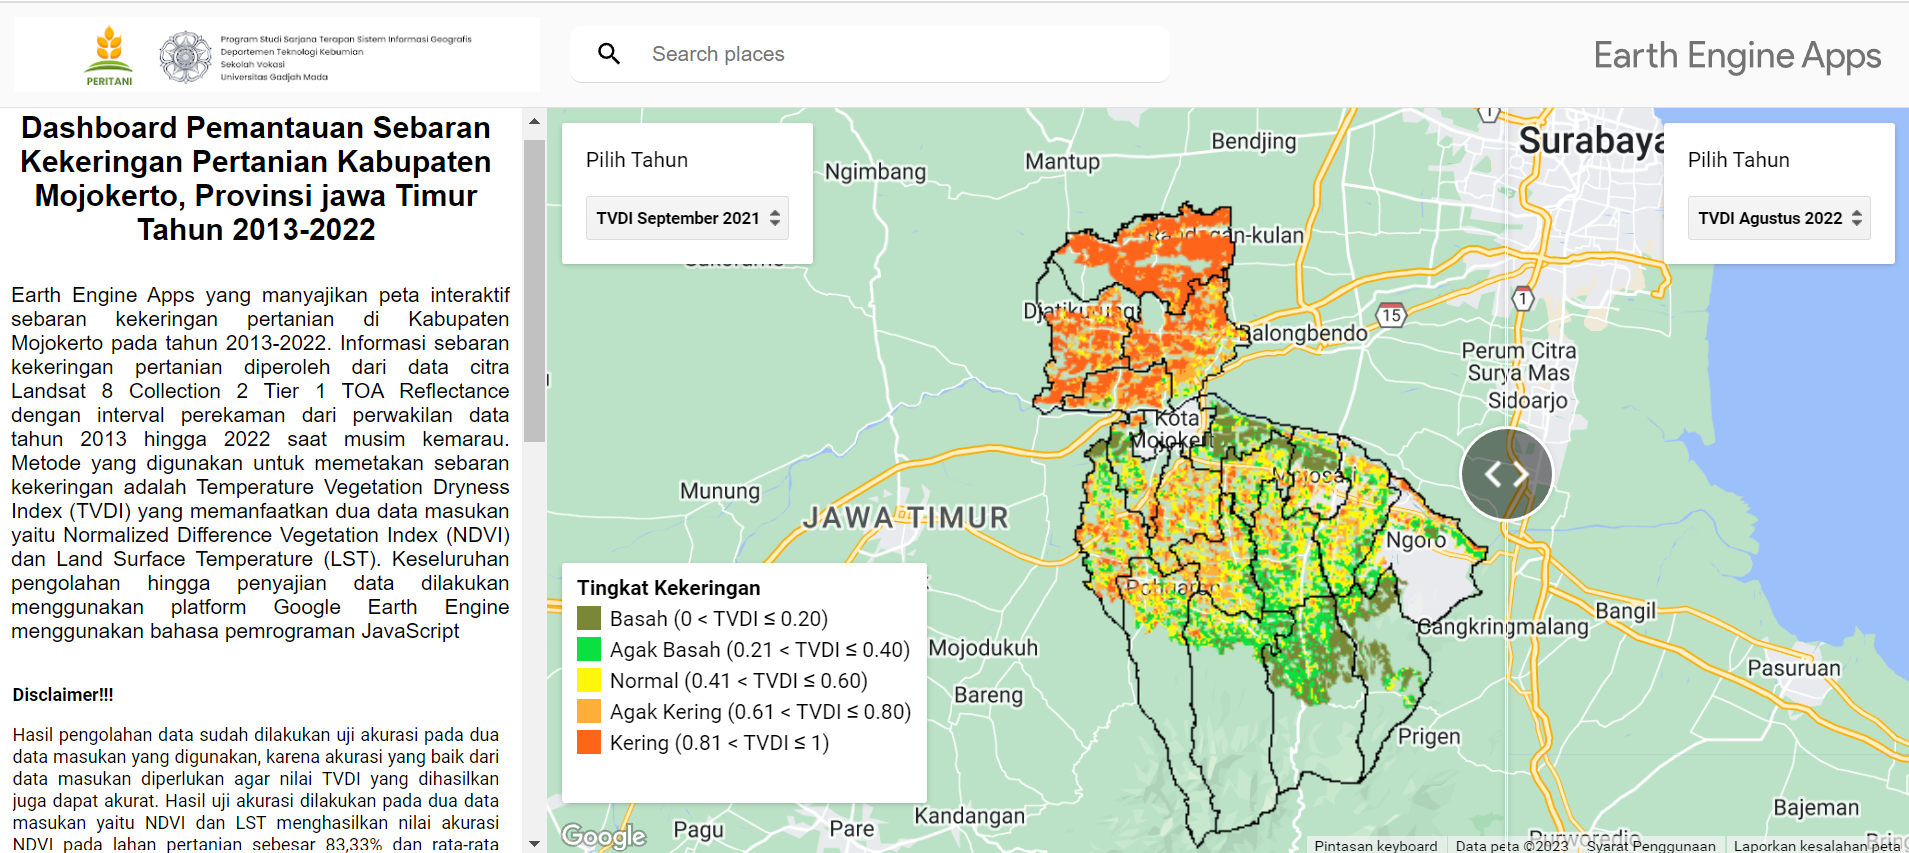 PERITANI
Program Studi Sarjana Terapan Sistem Informasi Geografis
Departemen Teknologi Kebumian
Sekolah Vokasi
Universitas Gadjah Mada
Search places
Earth Engine Apps
Dashboard Pemantauan Sebaran
Kekeringan Pertanian Kabupaten
Mojokerto, Provinsi jawa Timur
Tahun 2013-2022
Earth Engine Apps yang manyajikan peta interaktif
sebaran kekeringan pertanian di Kabupaten
Mojokerto pada tahun 2013-2022. Informasi sebaran
kekeringan pertanian diperoleh dari data citra
Landsat 8 Collection 2 Tier 1 TOA Reflectance
dengan interval perekaman dari perwakilan data
tahun 2013 hingga 2022 saat musim kemarau.
Metode yang digunakan untuk memetakan sebaran
kekeringan adalah Temperature Vegetation Dryness
Index (TVDI) yang memanfaatkan dua data masukan
yaitu Normalized Difference Vegetation Index (NDVI)
dan Land Surface Temperature (LST). Keseluruhan
pengolahan hingga penyajian data dilakukan
menggunakan platform Google Earth Engine
menggunakan bahasa pemrograman JavaScript
Disclaimer!!!
Hasil pengolahan data sudah dilakukan uji akurasi pada dua
data masukan yang digunakan, karena akurasi yang baik dari
data masukan diperlukan agar nilai TVDI yang dihasilkan
juga dapat akurat. Hasil uji akurasi dilakukan pada dua data
masukan yaitu NDVI dan LST menghasilkan nilai akurasi
NDVI pada lahan pertanian sebesar 83,33% dan rata-rata
Pilih Tahun
TVDI September 2021
Pilih Tahun
TVDI Agustus 2022
Surabaya
Bendjing
Mantup
Ngimbang
n-kulan
Balongbendo
15
1
1
Perum Citra
Surya Mas
Sidoarjo
Kota
Mojokert
Munung
JAWA TIMUR
Ngoro
Bangil
Cangkringmalang
Mojodukuh
Pasuruan
Bareng
Prigen
Kandangan
Bajeman
Pagu
Pare
Purworedjo
Tingkat Kekeringan
Basah (0 < TVDI ≤ 0.20)
Agak Basah (0.21 < TVDI ≤ 0.40)
Normal (0.41 < TVDI ≤ 0.60)
Agak Kering (0.61 < TVDI ≤ 0.80)
Kering (0.81 < TVDI ≤ 1)
Google
Pintasan keyboard
Data peta ©2023
Syarat Penggunaan
Laporkan kesalahan peta